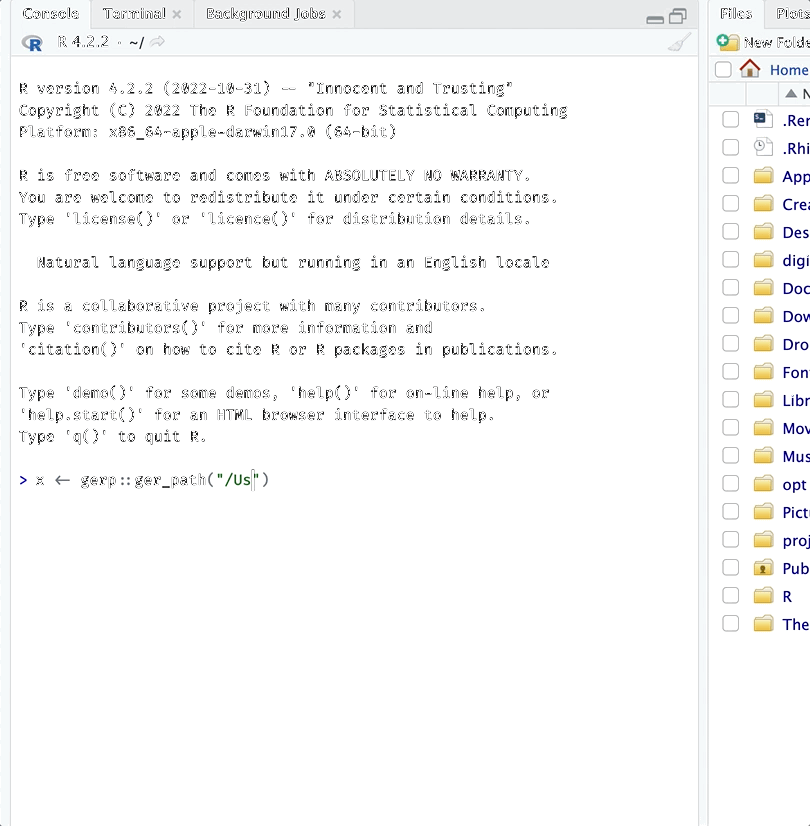 Console Terminal Background Jobs
R 4.2.2 · ~/
R version 4.2.2 (2022-10-31) -- "Innocent and Trusting"
Copyright (C) 2022 The R Foundation for Statistical Computing
Platform: x86_64-apple-darwin17.0 (64-bit)
R is free software and comes with ABSOLUTELY NO WARRANTY.
You are welcome to redistribute it under certain conditions.
Type 'license()' or 'licence()' for distribution details.
Natural language support but running in an English locale
R is a collaborative project with many contributors.
Type 'contributors()' for more information and
'citation()' on how to cite R or R packages in publications.
Type 'demo()' for some demos, 'help()' for on-line help, or
'help.start()' for an HTML browser interface to help.
Type 'q()' to quit R.
> x <- gerp::ger_path("/Us")
Files Plots
New Folde
Home
N
.Ren
.Rhi
App
Crea
Des
digi
Doc
Dow
Dro
Fon
Libr
Mov
Mus
opt
Pict
proj
Pub
R
The